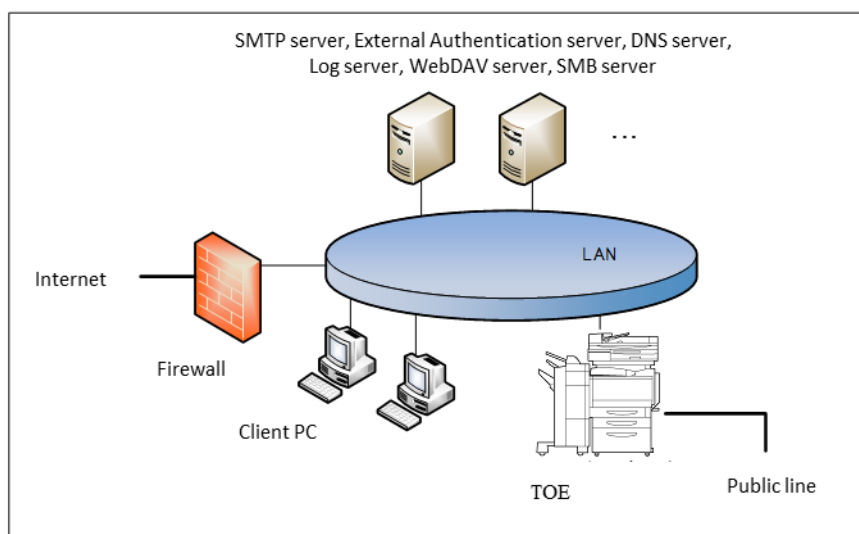 SMTP server, External Authentication server, DNS server,
Log server, WebDAV server, SMB server
...
LAN
Internet
Firewall
Client PC
TOE
Public line